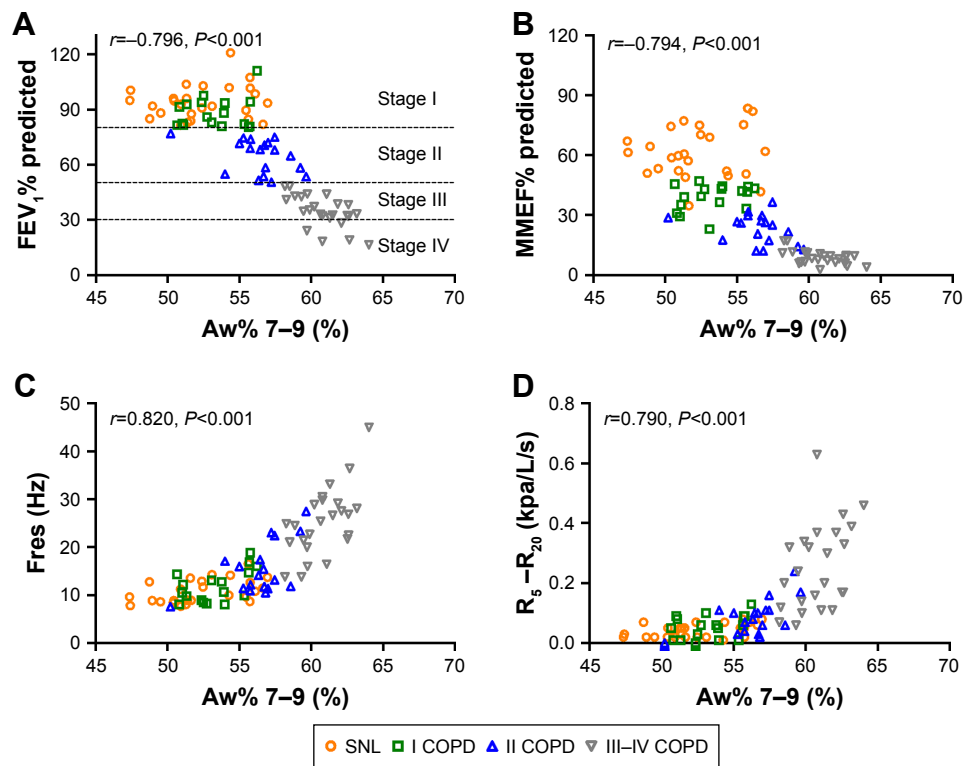 A
r=–0.796, P<0.001
FEV1% predicted
120
90
60
30
0
Stage I
Stage II
Stage III
Stage IV
45 50 55 60 65 70
Aw% 7–9 (%)
B
r=–0.794, P<0.001
MMEF% predicted
120
90
60
30
0
45 50 55 60 65 70
Aw% 7–9 (%)
C
r=0.820, P<0.001
Fres (Hz)
50
40
30
20
10
0
45 50 55 60 65 70
Aw% 7–9 (%)
D
r=0.790, P<0.001
R5–R20 (kpa/L/s)
0.8
0.6
0.4
0.2
0.0
45 50 55 60 65 70
Aw% 7–9 (%)
SNL I COPD II COPD III–IV COPD